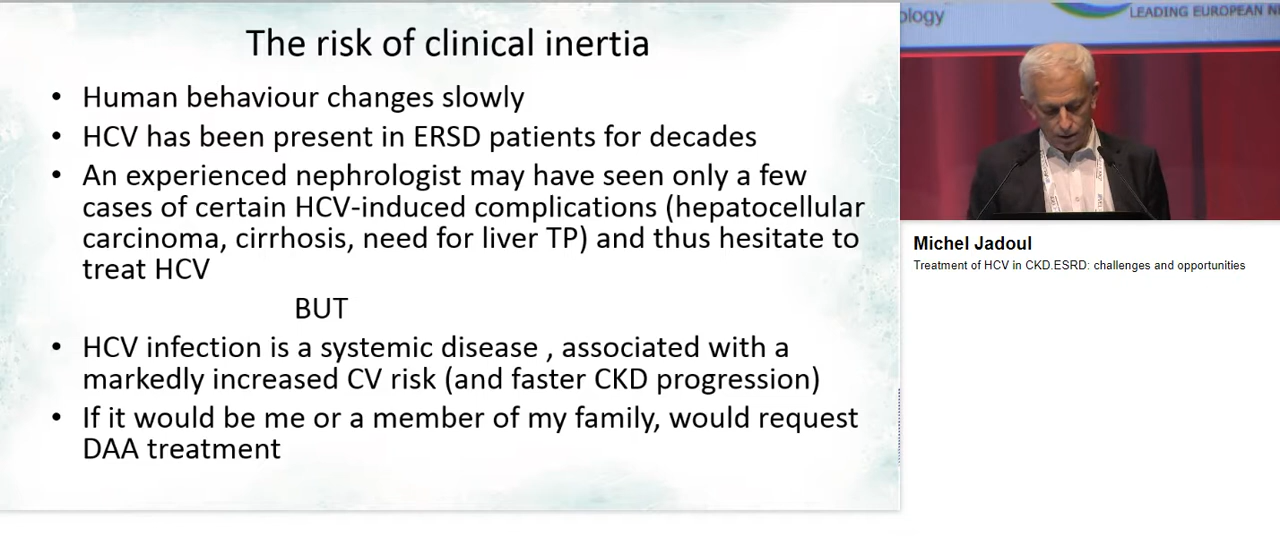 The risk of clinical inertia
• Human behaviour changes slowly
• HCV has been present in ERSD patients for decades
• An experienced nephrologist may have seen only a few
cases of certain HCV-induced complications (hepatocellular
carcinoma, cirrhosis, need for liver TP) and thus hesitate to
treat HCV
BUT
• HCV infection is a systemic disease , associated with a
markedly increased CV risk (and faster CKD progression)
• If it would be me or a member of my family, would request
DAA treatment
ology
LEADING EUROPEAN N
Michel Jadoul
Treatment of HCV in CKD.ESRD: challenges and opportunities